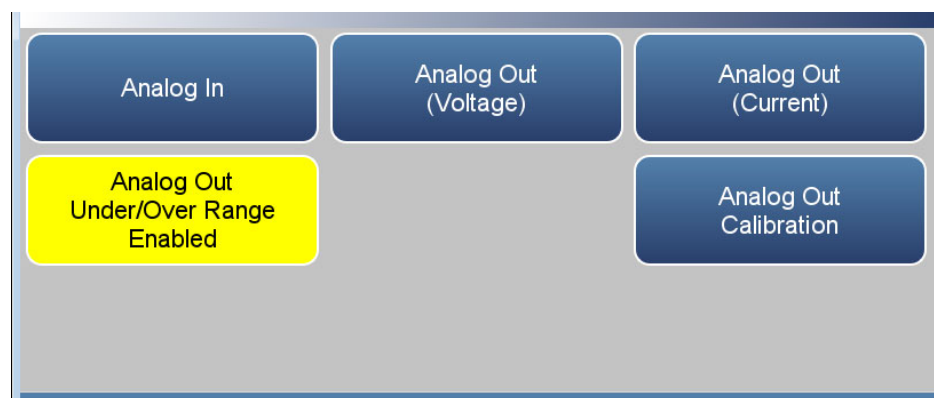 Analog In
Analog Out
(Voltage)
Analog Out
(Current)
Analog Out
Under/Over Range
Enabled
Analog Out
Calibration